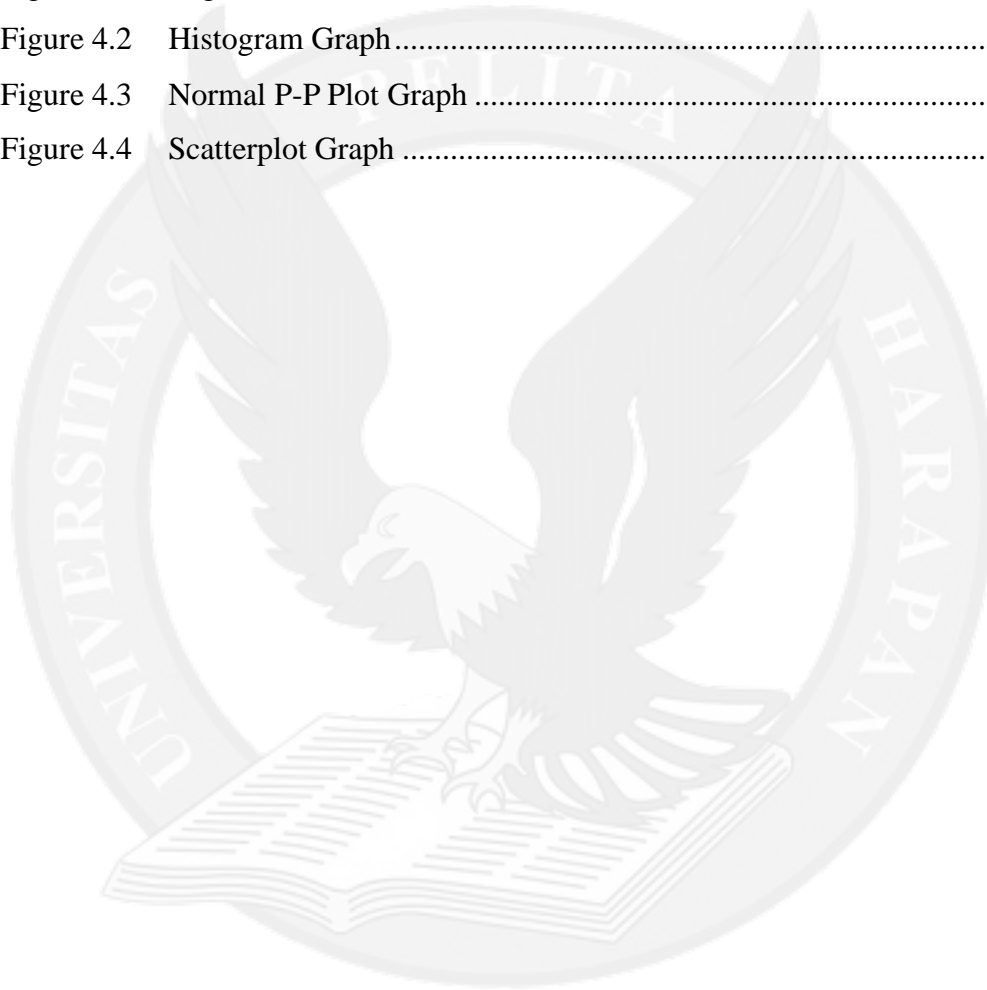 Figure 4.2 Histogram Graph........................................................................
Figure 4.3 Normal P-P Plot Graph ..............................................................
Figure 4.4 Scatterplot Graph .......................................................................
UNIVERSITAS PELITA HARAPAN